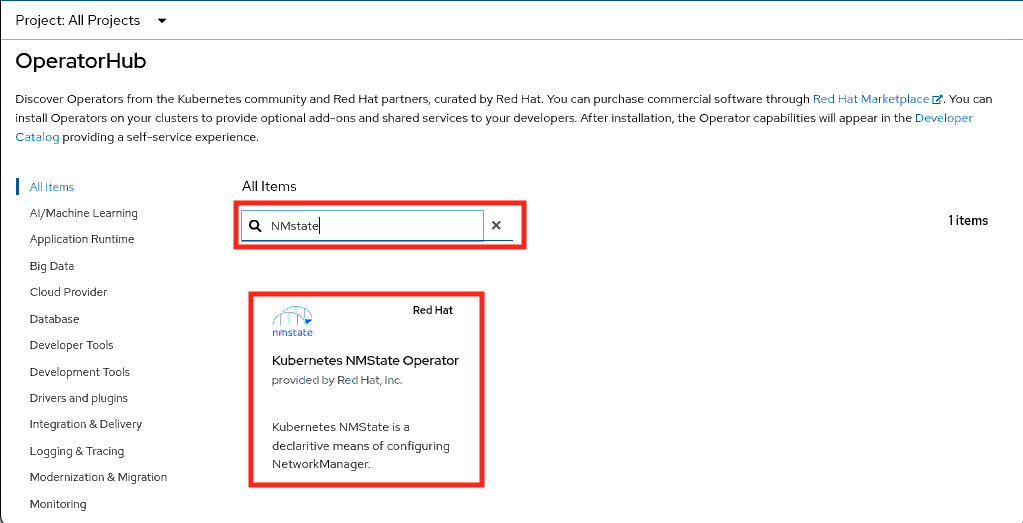 Project: All Projects
OperatorHub
Discover Operators from the Kubernetes community and Red Hat partners, curated by Red Hat. You can purchase commercial software through Red Hat Marketplace. You can
install Operators on your clusters to provide optional add-ons and shared services to your developers. After installation, the Operator capabilities will appear in the Developer
Catalog providing a self-service experience.
All Items
AI/Machine Learning
Application Runtime
Big Data
Cloud Provider
Database
Developer Tools
Development Tools
Drivers and plugins
Integration & Delivery
Logging & Tracing
Modernization & Migration
Monitoring
All Items
NMstate
1 items
nmstate
Red Hat
Kubernetes NMState Operator
provided by Red Hat, Inc.
Kubernetes NMState is a
declaritive means of configuring
NetworkManager.